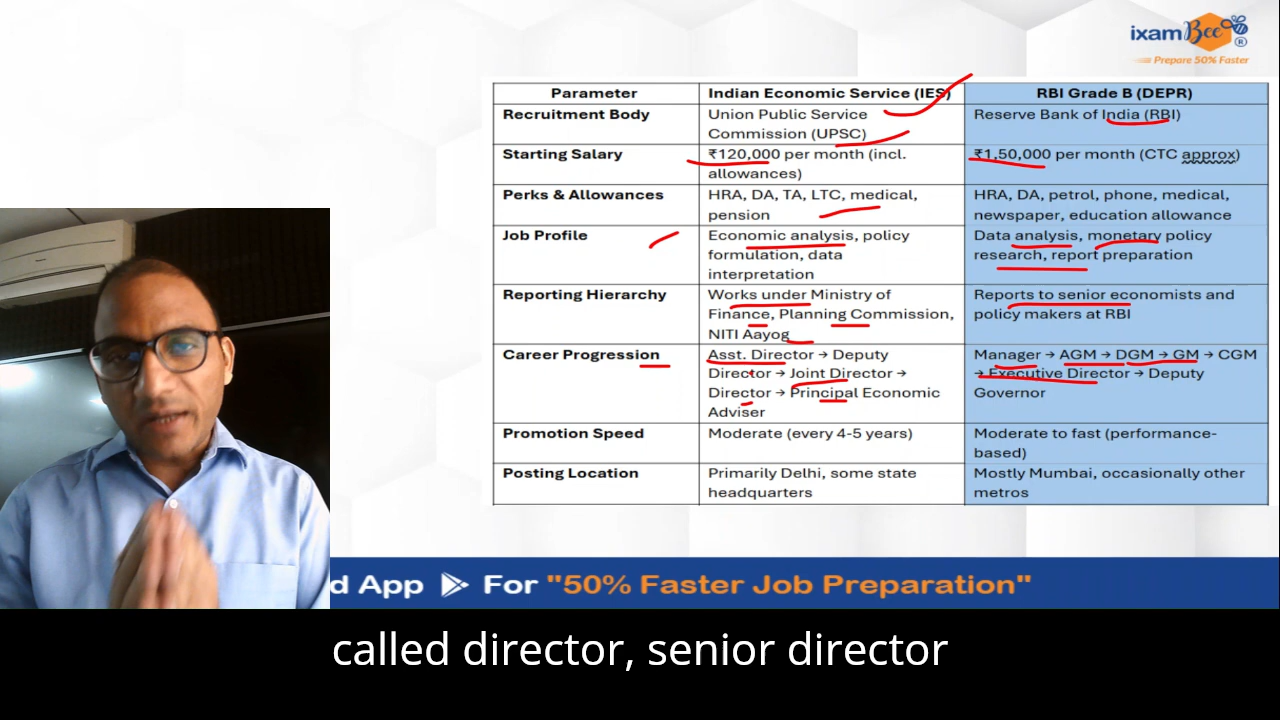 ixamBee
®
Prepare 50% Faster
Parameter
Indian Economic Service (IES)
RBI Grade B (DEPR)
Recruitment Body
Union Public Service
Commission (UPSC)
Reserve Bank of India (RBI)
Starting Salary
₹120,000 per month (incl.
allowances)
₹1,50,000 per month (CTC approx)
Perks & Allowances
HRA, DA, TA, LTC, medical,
pension
HRA, DA, petrol, phone, medical,
newspaper, education allowance
Job Profile
Economic analysis, policy
formulation, data
interpretation
Data analysis, monetary policy
research, report preparation
Reporting Hierarchy
Works under Ministry of
Finance, Planning Commission,
NITI Aayog
Reports to senior economists and
policy makers at RBI
Career Progression
Asst. Director → Deputy
Director → Joint Director →
Director → Principal Economic
Adviser
Manager → AGM → DGM → GM → CGM
→ Executive Director → Deputy
Governor
Promotion Speed
Moderate (every 4-5 years)
Moderate to fast (performance-
based)
Posting Location
Primarily Delhi, some state
headquarters
Mostly Mumbai, occasionally other
metros
d App For "50% Faster Job Preparation"
called director, senior director